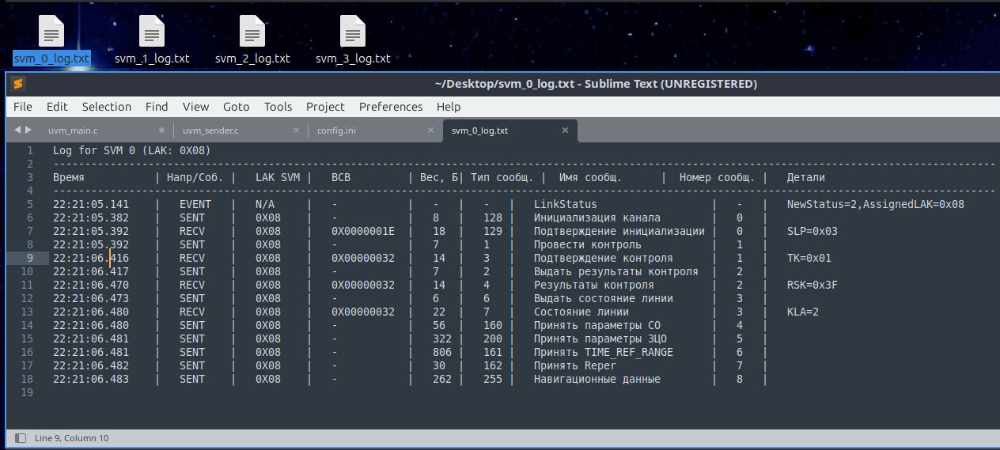 svm_0_log.txt svm_1_log.txt svm_2_log.txt svm_3_log.txt
~/Desktop/svm_0_log.txt - Sublime Text (UNREGISTERED)
File Edit Selection Find View Goto Tools Project Preferences Help
uvm_main.c uvm_sender.c config.ini svm_0_log.txt
1 Log for SVM 0 (LAK: 0X08)
2 ----------------------------------------------------------------------------------------------------------------------------------------------------
3 Время | Напр/Соб. | LAK SVM | ВСВ | Вес, Б| Тип сообщ. | Имя сообщ. | Номер сообщ. | Детали
4 ----------------------------------------------------------------------------------------------------------------------------------------------------
5 22:21:05.141 | EVENT | N/A | - | - | - | LinkStatus | - | NewStatus=2,AssignedLAK=0x08
6 22:21:05.382 | SENT | 0X08 | - | 8 | 128 | Инициализация канала | 0 |
7 22:21:05.392 | RECV | 0X08 | 0X0000001E | 18 | 129 | Подтверждение инициализации | 0 | SLP=0x03
8 22:21:05.392 | SENT | 0X08 | - | 7 | 1 | Провести контроль | 1 |
9 22:21:06.416 | RECV | 0X08 | 0X00000032 | 14 | 3 | Подтверждение контроля | 1 | TK=0x01
10 22:21:06.417 | SENT | 0X08 | - | 7 | 2 | Выдать результаты контроля | 2 |
11 22:21:06.470 | RECV | 0X08 | 0X00000032 | 14 | 4 | Результаты контроля | 2 | RSK=0x3F
12 22:21:06.473 | SENT | 0X08 | - | 6 | 6 | Выдать состояние линии | 3 |
13 22:21:06.480 | RECV | 0X08 | 0X00000032 | 22 | 7 | Состояние линии | 3 | KLA=2
14 22:21:06.480 | SENT | 0X08 | - | 56 | 160 | Принять параметры СО | 4 |
15 22:21:06.481 | SENT | 0X08 | - | 322 | 200 | Принять параметры ЗЦО | 5 |
16 22:21:06.481 | SENT | 0X08 | - | 806 | 161 | Принять TIME_REF_RANGE | 6 |
17 22:21:06.482 | SENT | 0X08 | - | 30 | 162 | Принять Reper | 7 |
18 22:21:06.483 | SENT | 0X08 | - | 262 | 255 | Навигационные данные | 8 |
19
Line 9, Column 10